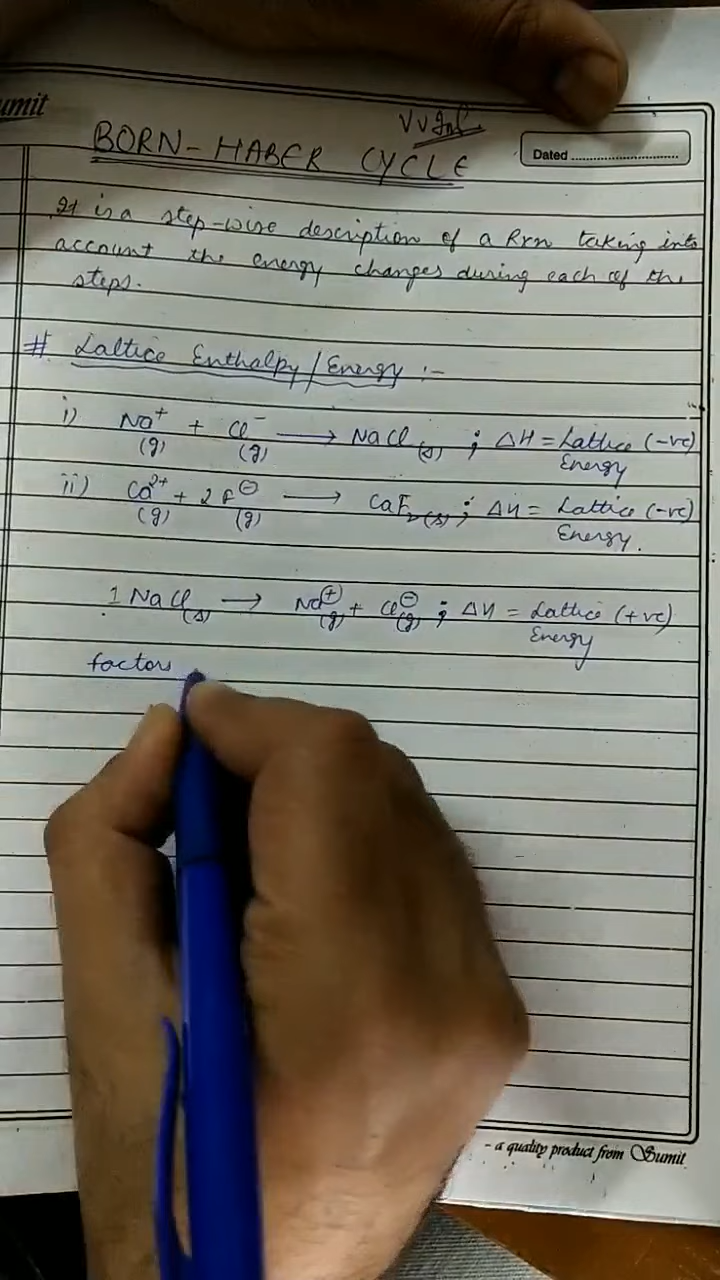 umit
V V Imt.
BORN-HABER CYCLE
Dated
It is a step-wise description of a Rxn taking into
account the energy changes during each of the
steps.
# Lattice Enthalpy/Energy :-
i) Na⁺(g) + Cl⁻(g) ⟶ NaCl(s) ; ΔH = Lattice (-ve)
Energy
ii) Ca²⁺(g) + 2F⊖(g) ⟶ CaF₂(s) ; ΔH = Lattice (-ve)
Energy.
1 NaCl(s) ⟶ Na⊕(g) + Cl⊖(g) ; ΔH = Lattice (+ve)
Energy
factors
- a quality product from Sumit